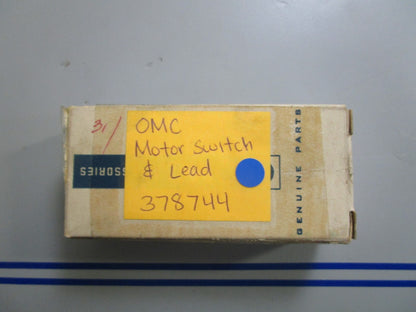 31/
OMC
Motor Switch
& Lead
378744
GENUINE PARTS
SSORIES